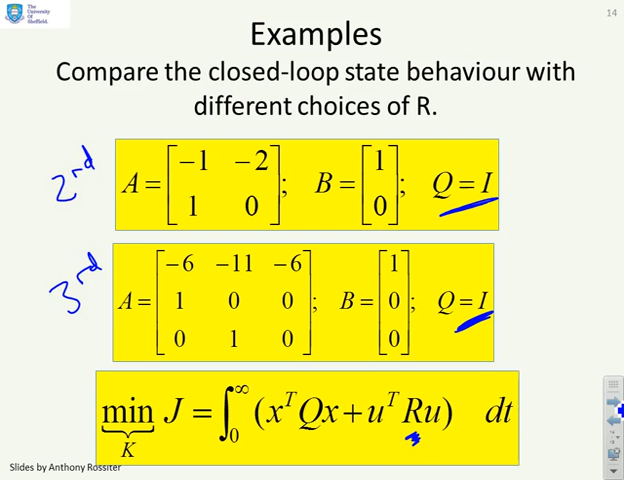 The
University
Of
Sheffield.
14
Examples
Compare the closed-loop state behaviour with
different choices of R.
2nd
A = [−1 −2; 1 0]; B = [1; 0]; Q = I
3rd
A = [−6 −11 −6; 1 0 0; 0 1 0]; B = [1; 0; 0]; Q = I
min J = ∫₀^∞ (xᵀQx + uᵀRu) dt
K
Slides by Anthony Rossiter